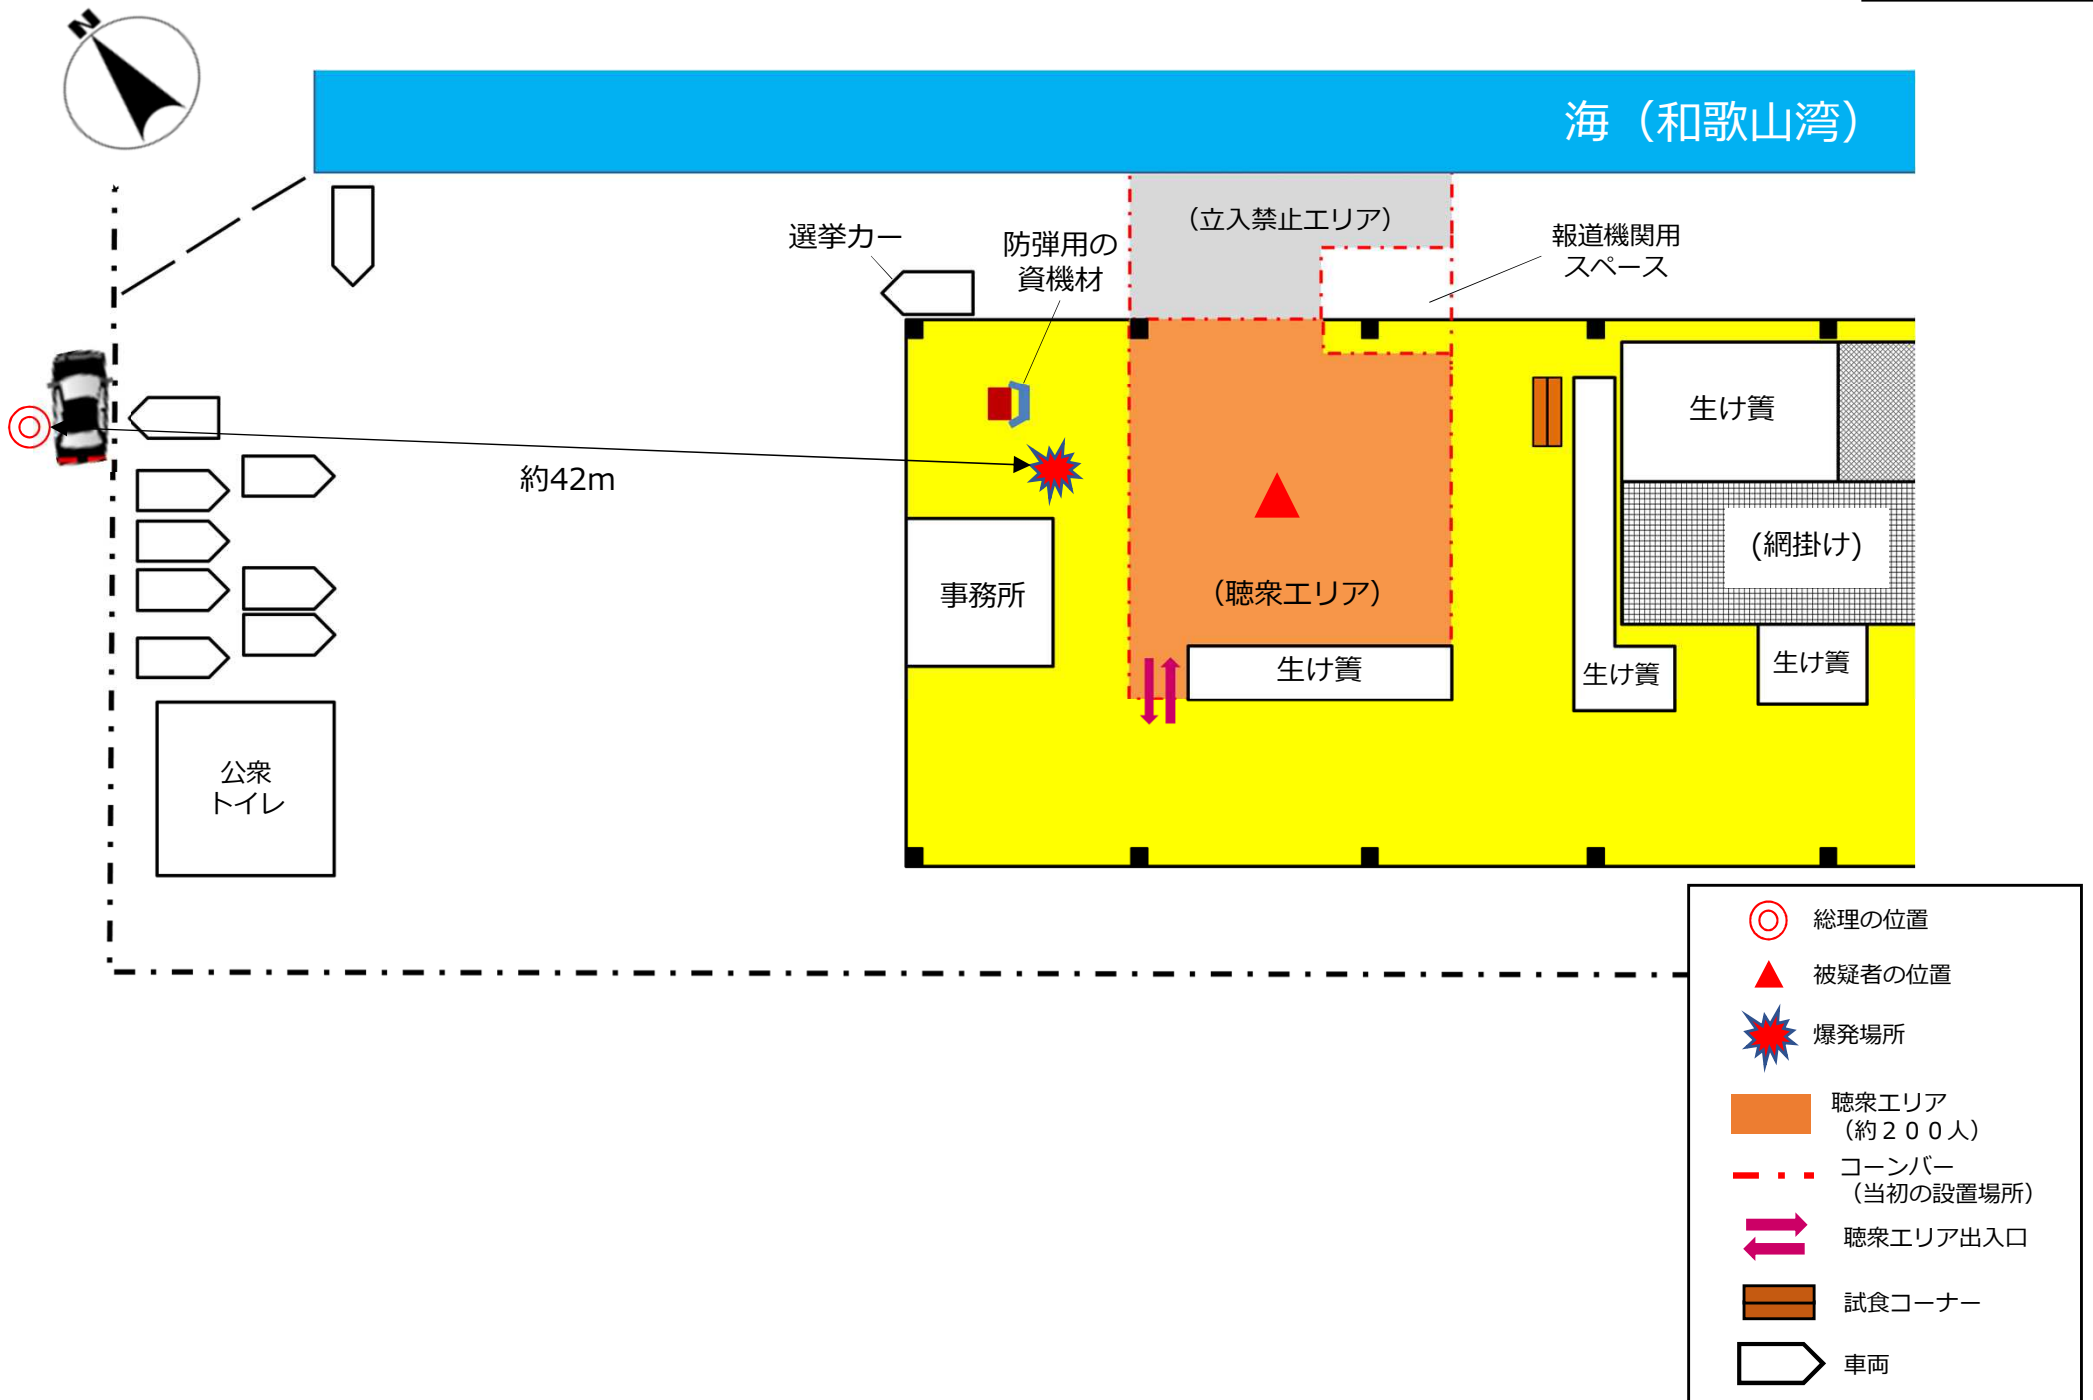 N
海（和歌山湾）
（立入禁止エリア）
選挙カー
防弾用の
資機材
報道機関用
スペース
生け簀
約42m
(網掛け)
事務所
（聴衆エリア）
生け簀
生け簀
生け簀
公衆
トイレ
総理の位置
被疑者の位置
爆発場所
聴衆エリア
（約２００人）
コーンバー
（当初の設置場所）
聴衆エリア出入口
試食コーナー
車両